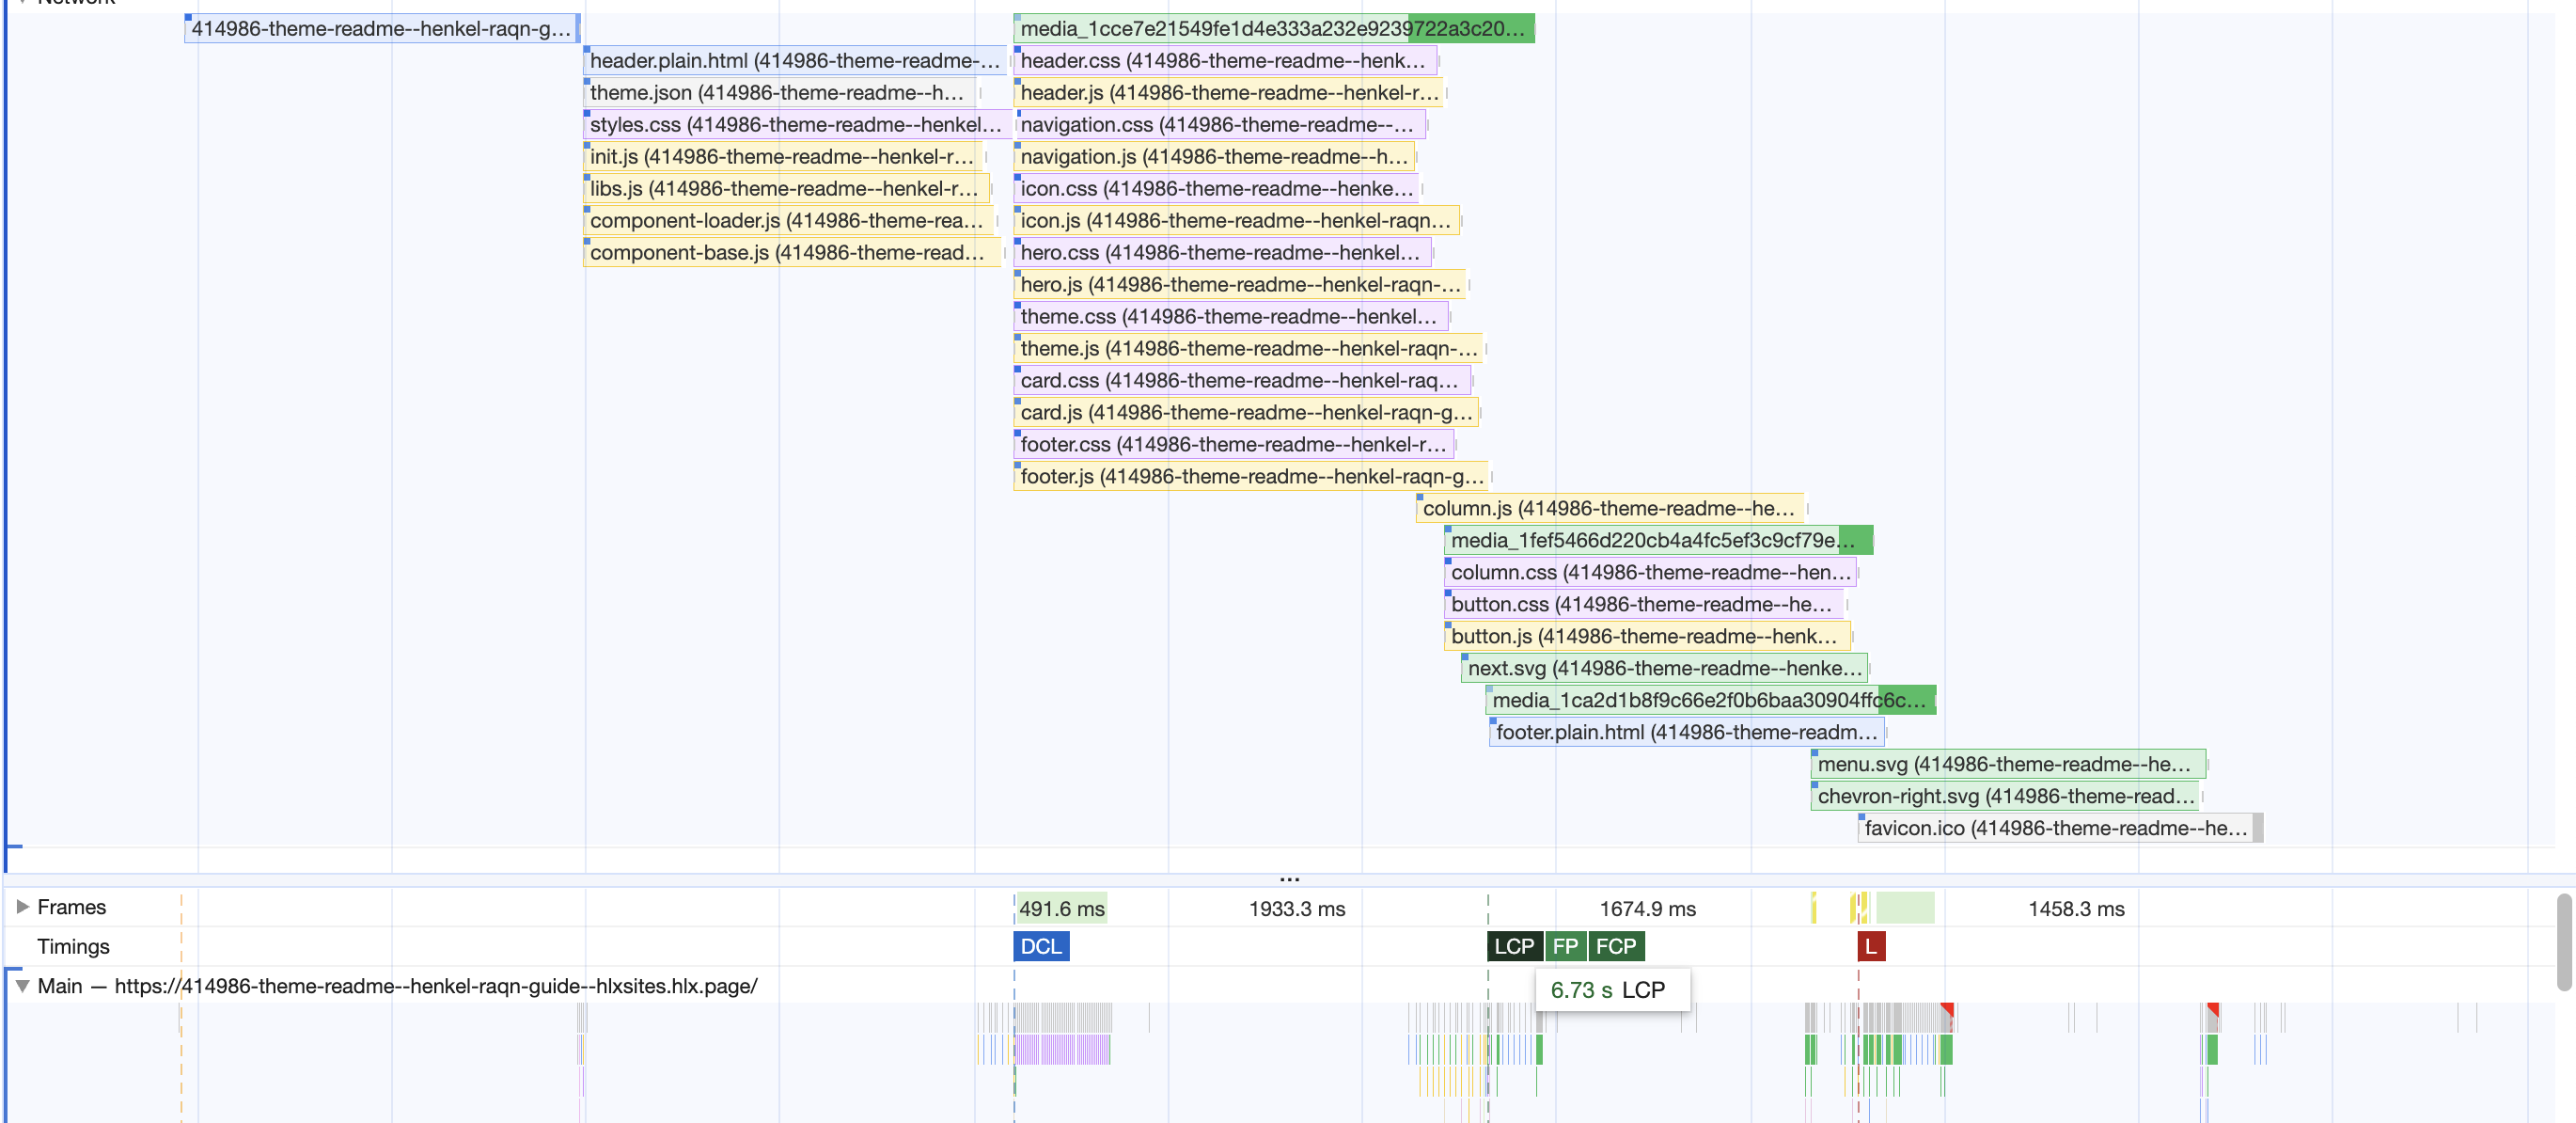 Network
414986-theme-readme--henkel-raqn-g…
media_1cce7e21549fe1d4e333a232e9239722a3c20…
header.plain.html (414986-theme-readme-…
header.css (414986-theme-readme--henk…
theme.json (414986-theme-readme--h…
header.js (414986-theme-readme--henkel-r…
styles.css (414986-theme-readme--henkel…
navigation.css (414986-theme-readme--…
init.js (414986-theme-readme--henkel-r…
navigation.js (414986-theme-readme--h…
libs.js (414986-theme-readme--henkel-r…
icon.css (414986-theme-readme--henke…
component-loader.js (414986-theme-rea…
icon.js (414986-theme-readme--henkel-raqn…
component-base.js (414986-theme-read…
hero.css (414986-theme-readme--henkel…
hero.js (414986-theme-readme--henkel-raqn-…
theme.css (414986-theme-readme--henkel…
theme.js (414986-theme-readme--henkel-raqn-…
card.css (414986-theme-readme--henkel-raq…
card.js (414986-theme-readme--henkel-raqn-g…
footer.css (414986-theme-readme--henkel-r…
footer.js (414986-theme-readme--henkel-raqn-g…
column.js (414986-theme-readme--he…
media_1fef5466d220cb4a4fc5ef3c9cf79e…
column.css (414986-theme-readme--hen…
button.css (414986-theme-readme--he…
button.js (414986-theme-readme--henk…
next.svg (414986-theme-readme--henke…
media_1ca2d1b8f9c66e2f0b6baa30904ffc6c…
footer.plain.html (414986-theme-readm…
menu.svg (414986-theme-readme--he…
chevron-right.svg (414986-theme-read…
favicon.ico (414986-theme-readme--he…
Frames 491.6 ms 1933.3 ms 1674.9 ms 1458.3 ms
Timings DCL LCP FP FCP L
Main — https://414986-theme-readme--henkel-raqn-guide--hlxsites.hlx.page/
6.73 s LCP